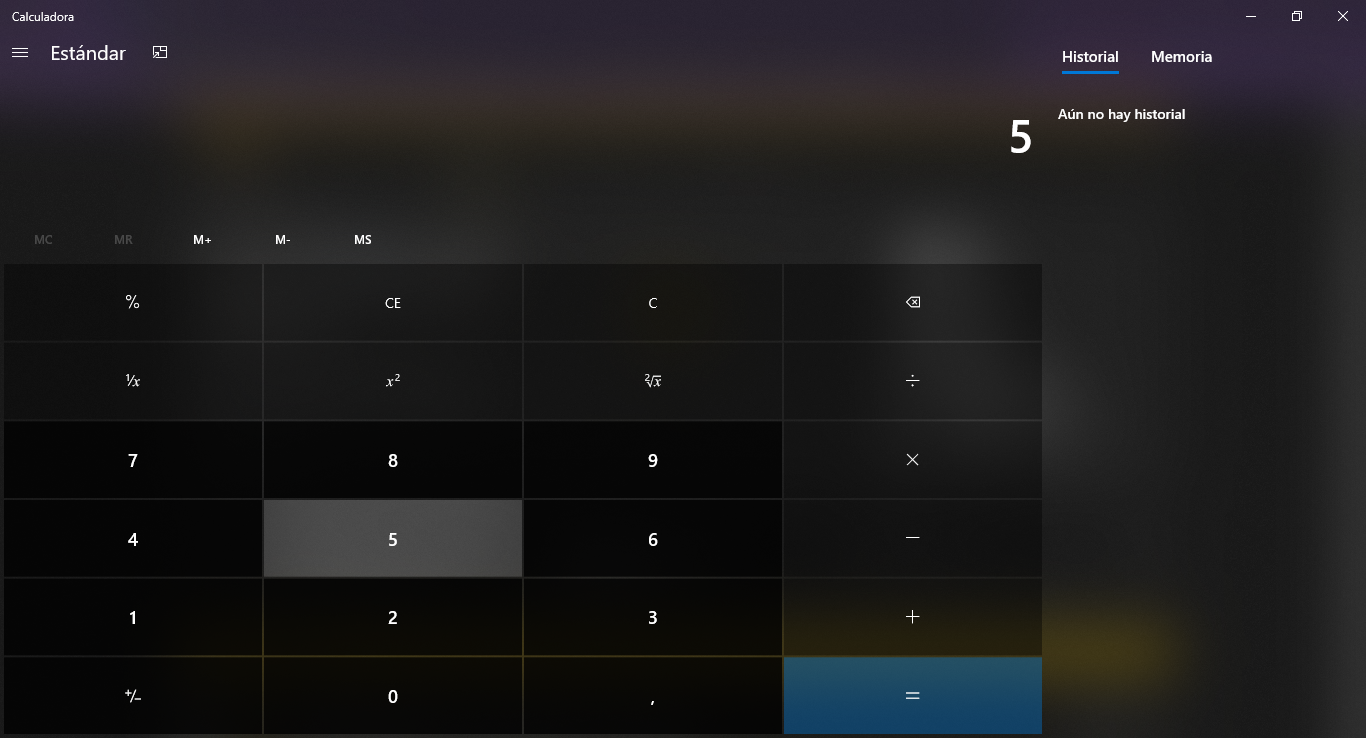 Calculadora
Estándar
Historial Memoria
Aún no hay historial
5
MC MR M+ M- MS
% CE C
¹/x x² ²√x ÷
7 8 9 ×
4 5 6 −
1 2 3 +
+/− 0 , =